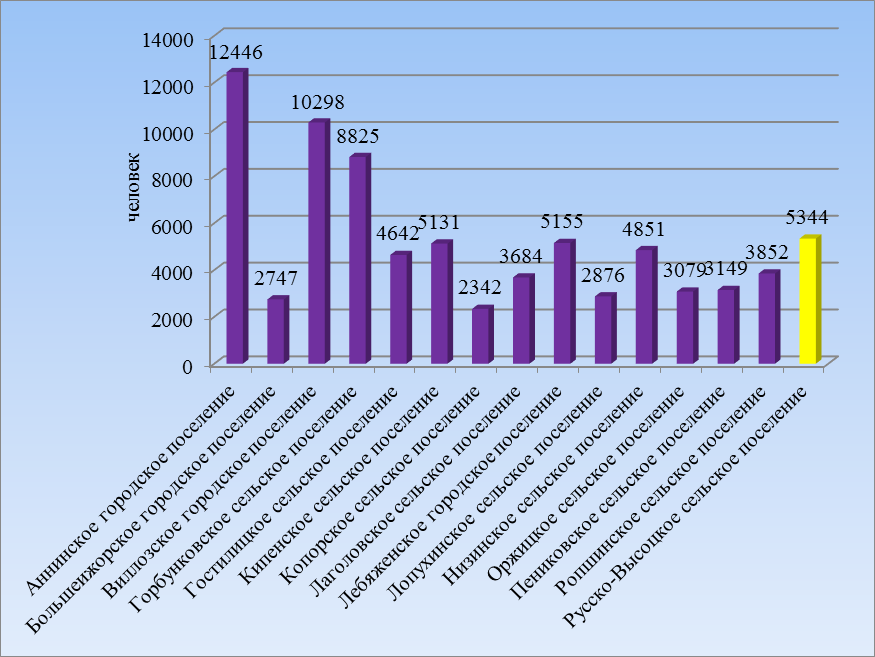 человек
14000
12000
10000
8000
6000
4000
2000
0
12446
2747
10298
8825
4642
5131
2342
3684
5155
2876
4851
3079
3149
3852
5344
Аннинское городское поселение
Большеижорское городское поселение
Виллозское городское поселение
Горбунковское сельское поселение
Гостилицкое сельское поселение
Кипенское сельское поселение
Копорское сельское поселение
Лаголовское сельское поселение
Лебяженское городское поселение
Лопухинское сельское поселение
Низинское сельское поселение
Оржицкое сельское поселение
Пениковское сельское поселение
Ропшинское сельское поселение
Русско-Высоцкое сельское поселение